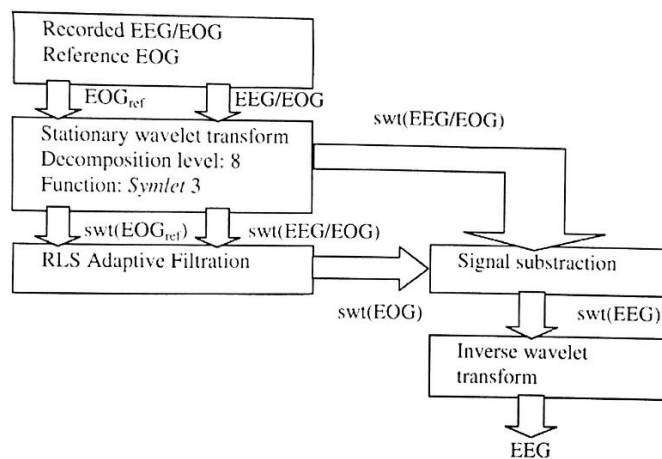 Recorded EEG/EOG
Reference EOG
EOGref
EEG/EOG
Stationary wavelet transform
Decomposition level: 8
Function: Symlet 3
swt(EEG/EOG)
swt(EOGref)
swt(EEG/EOG)
RLS Adaptive Filtration
Signal substraction
swt(EOG)
swt(EEG)
Inverse wavelet
transform
EEG